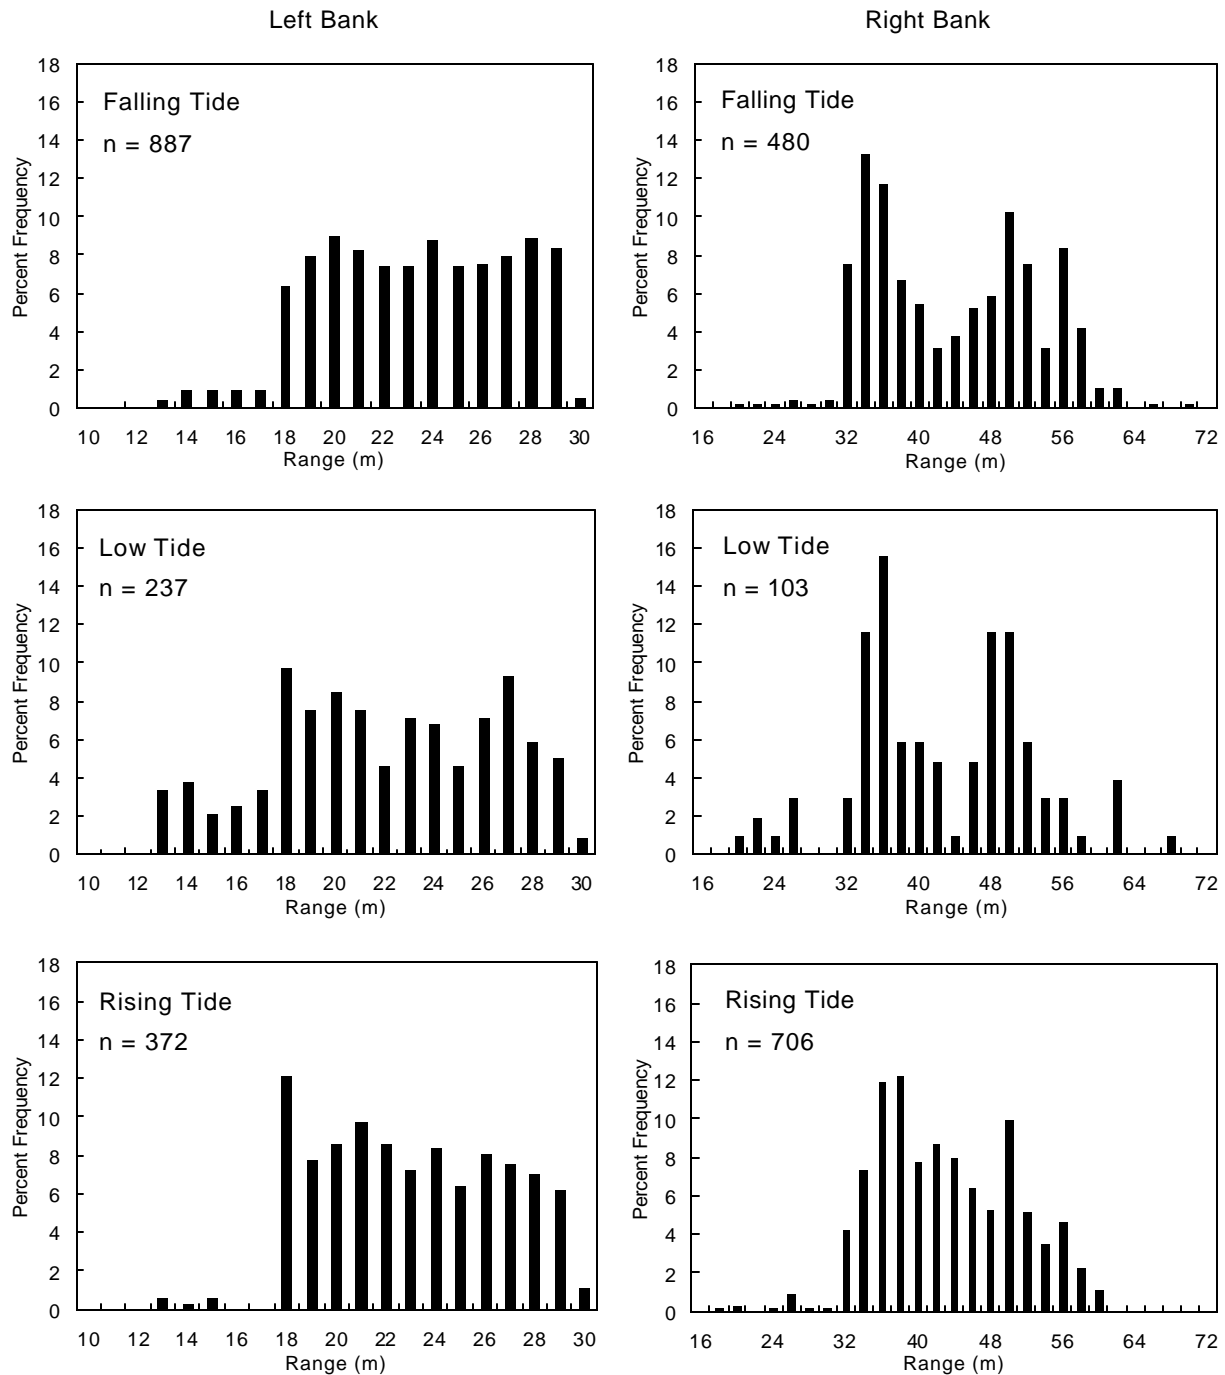 Left Bank
Right Bank
18
16
14
12
10
8
6
4
2
0
Percent Frequency
Falling Tide
n = 887
10 12 14 16 18 20 22 24 26 28 30
Range (m)
18
16
14
12
10
8
6
4
2
0
Percent Frequency
Falling Tide
n = 480
16 24 32 40 48 56 64 72
Range (m)
18
16
14
12
10
8
6
4
2
0
Percent Frequency
Low Tide
n = 237
10 12 14 16 18 20 22 24 26 28 30
Range (m)
18
16
14
12
10
8
6
4
2
0
Percent Frequency
Low Tide
n = 103
16 24 32 40 48 56 64 72
Range (m)
18
16
14
12
10
8
6
4
2
0
Percent Frequency
Rising Tide
n = 372
10 12 14 16 18 20 22 24 26 28 30
Range (m)
18
16
14
12
10
8
6
4
2
0
Percent Frequency
Rising Tide
n = 706
16 24 32 40 48 56 64 72
Range (m)